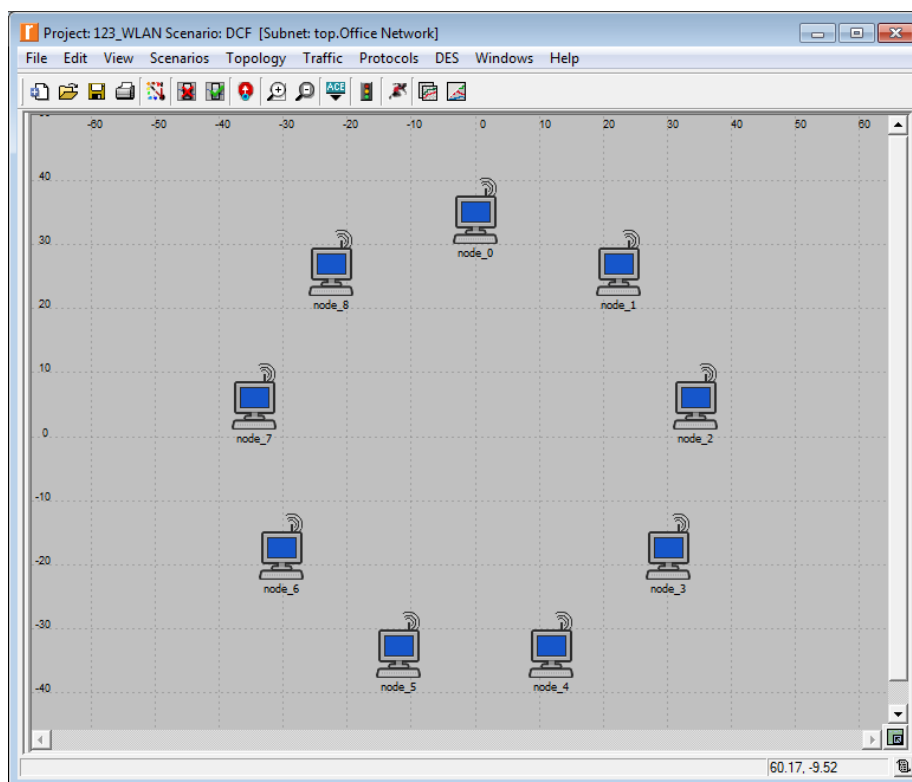 Project: 123_WLAN Scenario: DCF [Subnet: top.Office Network]
File Edit View Scenarios Topology Traffic Protocols DES Windows Help
ACE
-60 -50 -40 -30 -20 -10 0 10 20 30 40 50 60
40
node_0
30
node_8 node_1
20
10
node_7 node_2
0
-10
-20
node_6 node_3
-30
node_5 node_4
-40
60.17, -9.52